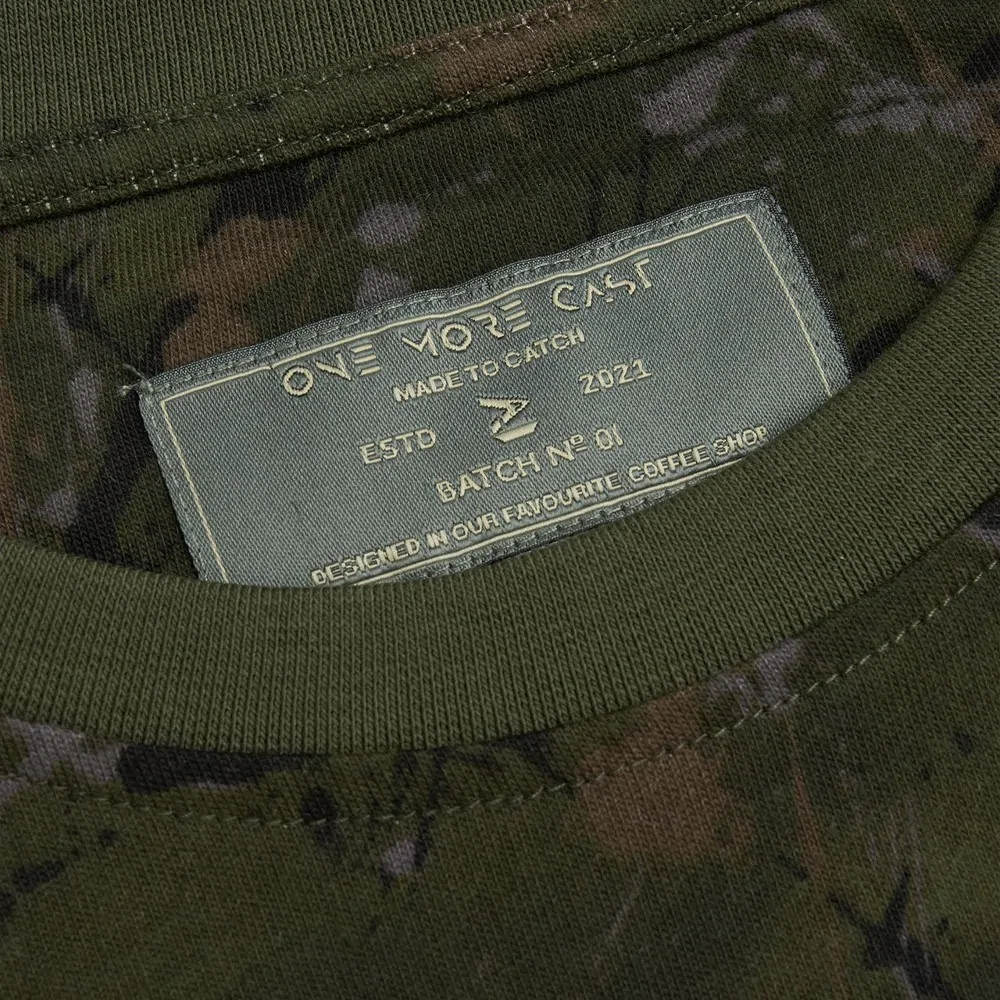 ONE MORE CAST
MADE TO CATCH
ESTD 2021
BATCH Nº 01
DESIGNED IN OUR FAVOURITE COFFEE SHOP